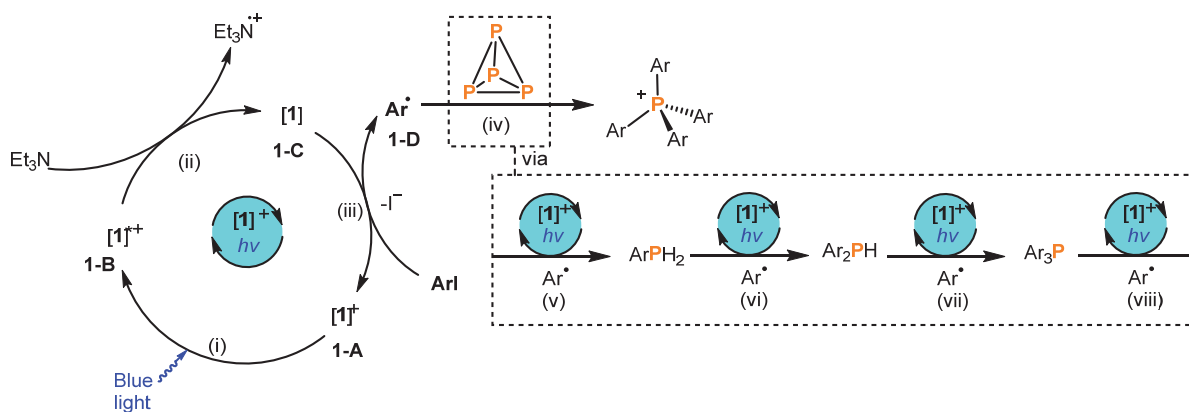 Et₃N•⁺
P
P
P
P
Ar•
1-D
(iv)
Ar
+
P
Ar
Ar
Ar
[1]
1-C
Et₃N
(ii)
(iii)
-I⁻
via
[1]⁺
hv
[1]*⁺
1-B
ArI
[1]⁺
1-A
(i)
Blue
light
[1]⁺
hv
Ar•
(v)
ArPH₂
[1]⁺
hv
Ar•
(vi)
Ar₂PH
[1]⁺
hv
Ar•
(vii)
Ar₃P
[1]⁺
hv
Ar•
(viii)